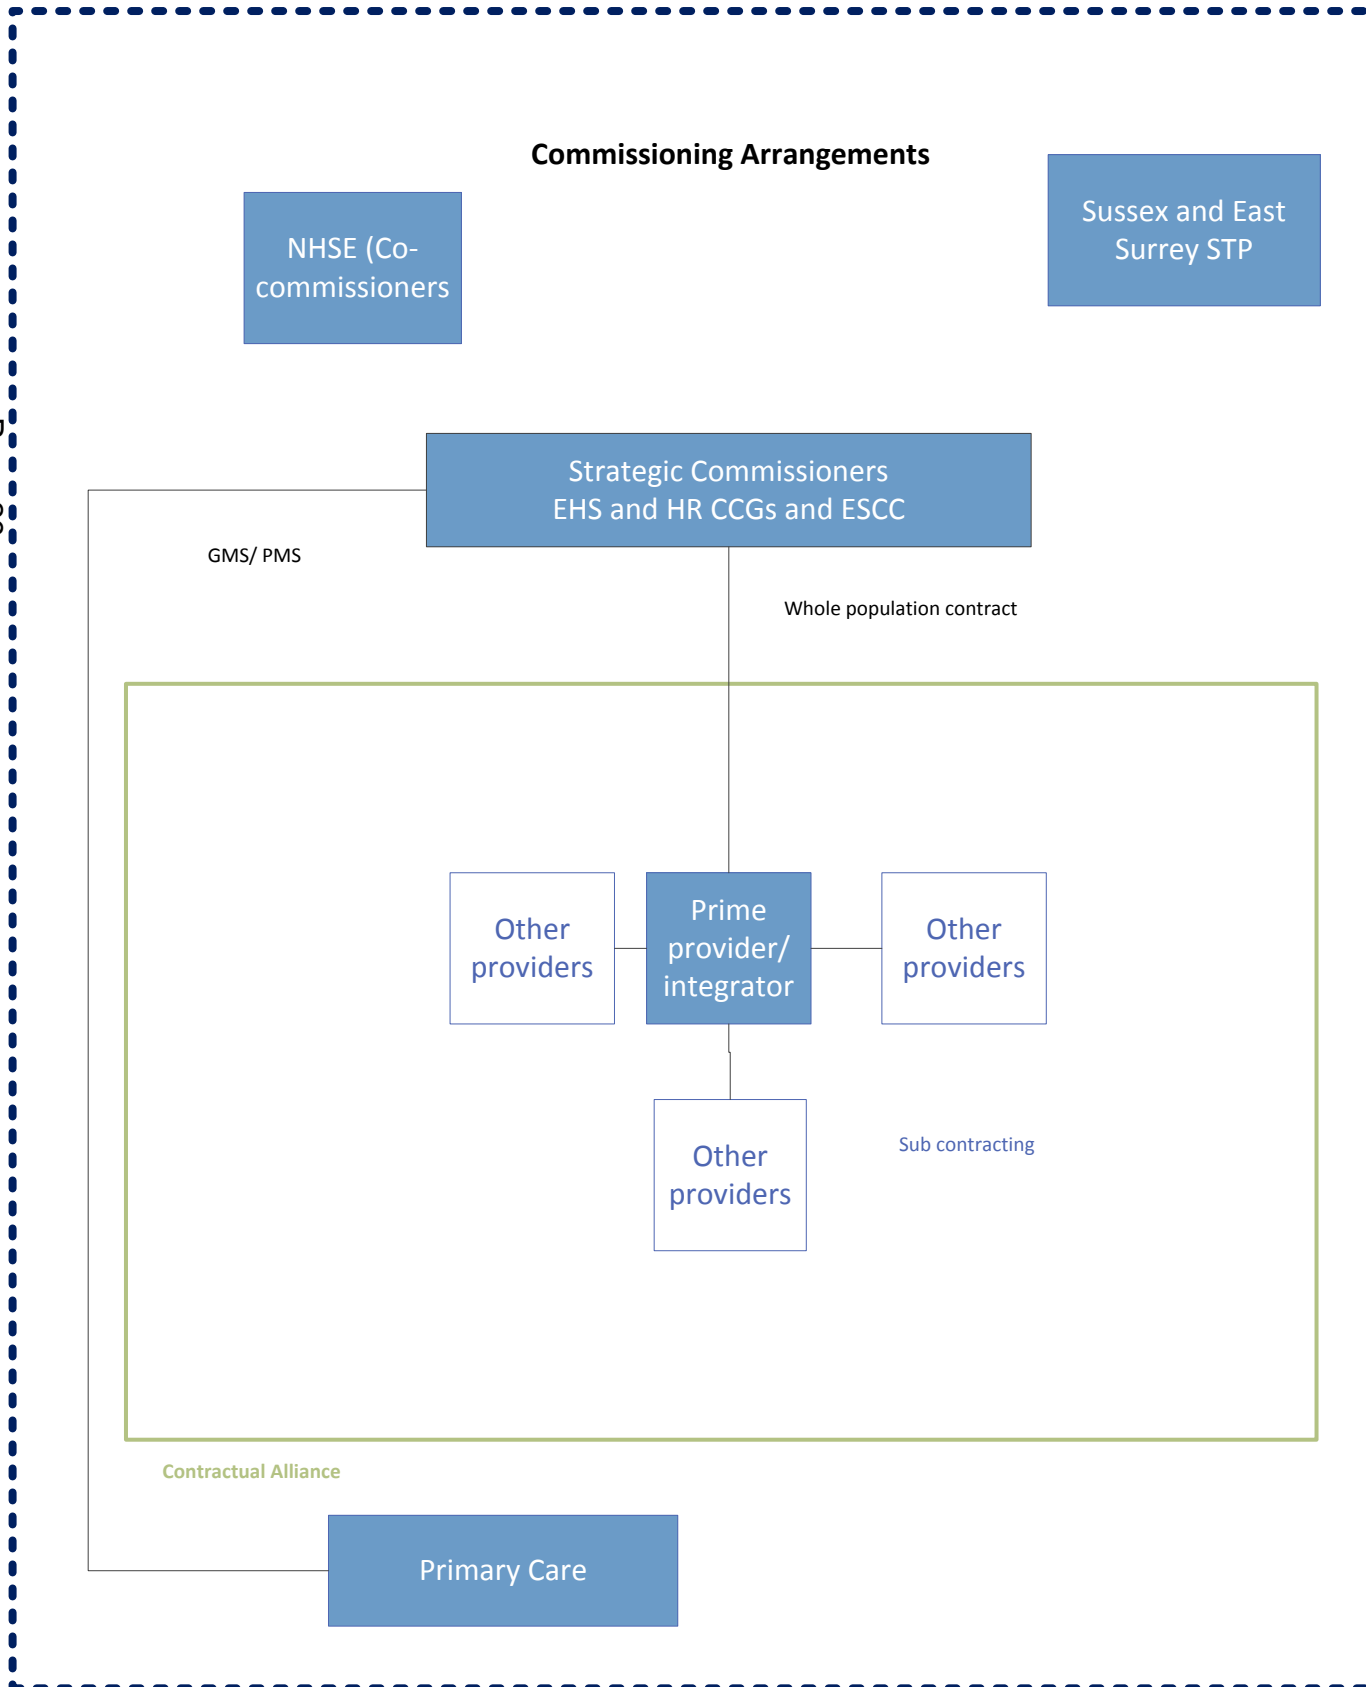 Commissioning Arrangements
NHSE (Co-
commissioners
Sussex and East
Surrey STP
Strategic Commissioners
EHS and HR CCGs and ESCC
GMS/ PMS
Whole population contract
Other
providers
Prime
provider/
integrator
Other
providers
Other
providers
Sub contracting
Contractual Alliance
Primary Care